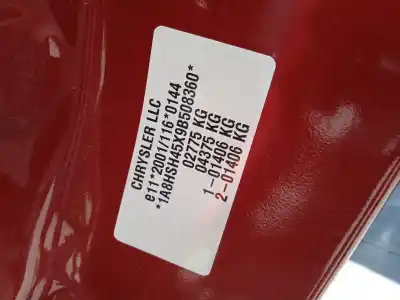 CHRYSLER LLC
e11*2001/116*0144
*1A8HSH45X9B508360*
02775 KG
04375 KG
1-01406 KG
2-01406 KG